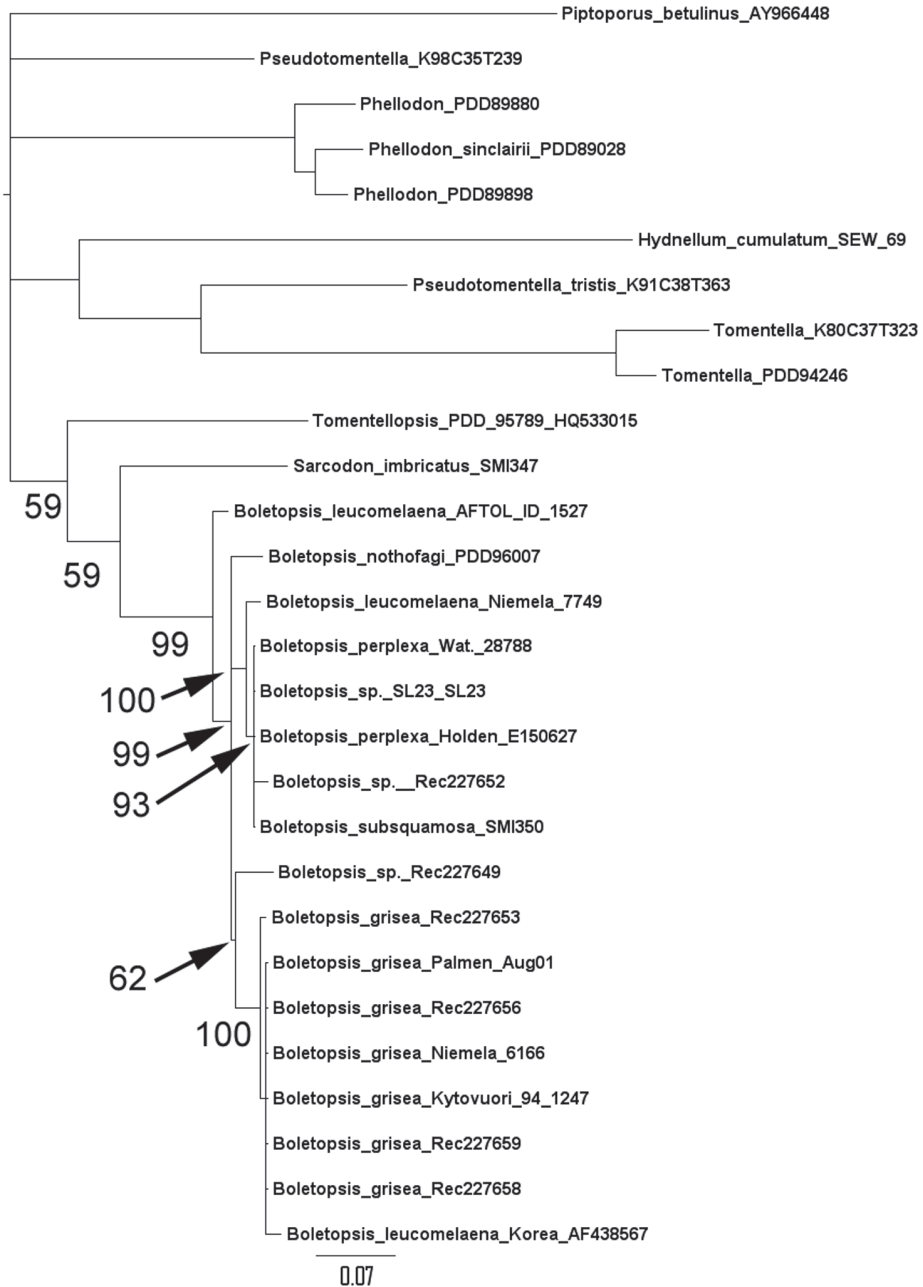 Piptoporus_betulinus_AY966448
Pseudotomentella_K98C35T239
Phellodon_PDD89880
Phellodon_sinclairii_PDD89028
Phellodon_PDD89898
Hydnellum_cumulatum_SEW_69
Pseudotomentella_tristis_K91C38T363
Tomentella_K80C37T323
Tomentella_PDD94246
Tomentellopsis_PDD_95789_HQ533015
Sarcodon_imbricatus_SMI347
59
Boletopsis_leucomelaena_AFTOL_ID_1527
Boletopsis_nothofagi_PDD96007
59
Boletopsis_leucomelaena_Niemela_7749
Boletopsis_perplexa_Wat._28788
99
Boletopsis_sp._SL23_SL23
100
Boletopsis_perplexa_Holden_E150627
99
Boletopsis_sp.__Rec227652
93
Boletopsis_subsquamosa_SMI350
Boletopsis_sp._Rec227649
Boletopsis_grisea_Rec227653
Boletopsis_grisea_Palmen_Aug01
62
Boletopsis_grisea_Rec227656
100
Boletopsis_grisea_Niemela_6166
Boletopsis_grisea_Kytovuori_94_1247
Boletopsis_grisea_Rec227659
Boletopsis_grisea_Rec227658
Boletopsis_leucomelaena_Korea_AF438567
0.07